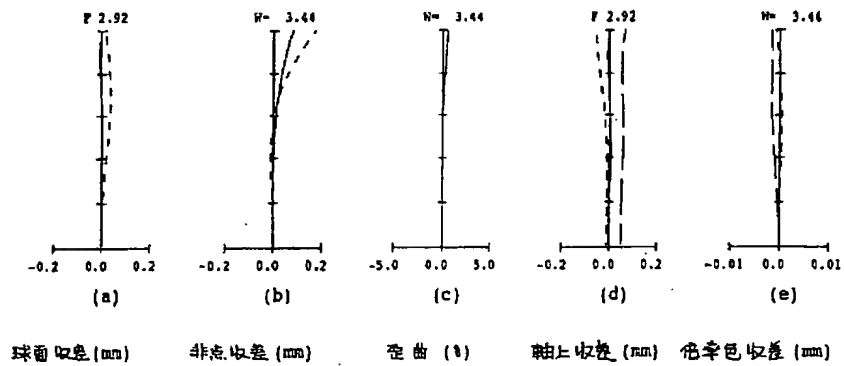 F 2.92 W= 3.44 W= 3.44 F 2.92 W= 3.44
-0.2 0.0 0.2 -0.2 0.0 0.2 -5.0 0.0 5.0 -0.2 0.0 0.2 -0.01 0.0 0.01
(a) (b) (c) (d) (e)
球面収差(mm) 非点収差(mm) 歪曲 (%) 軸上収差(mm) 倍率色収差(mm)